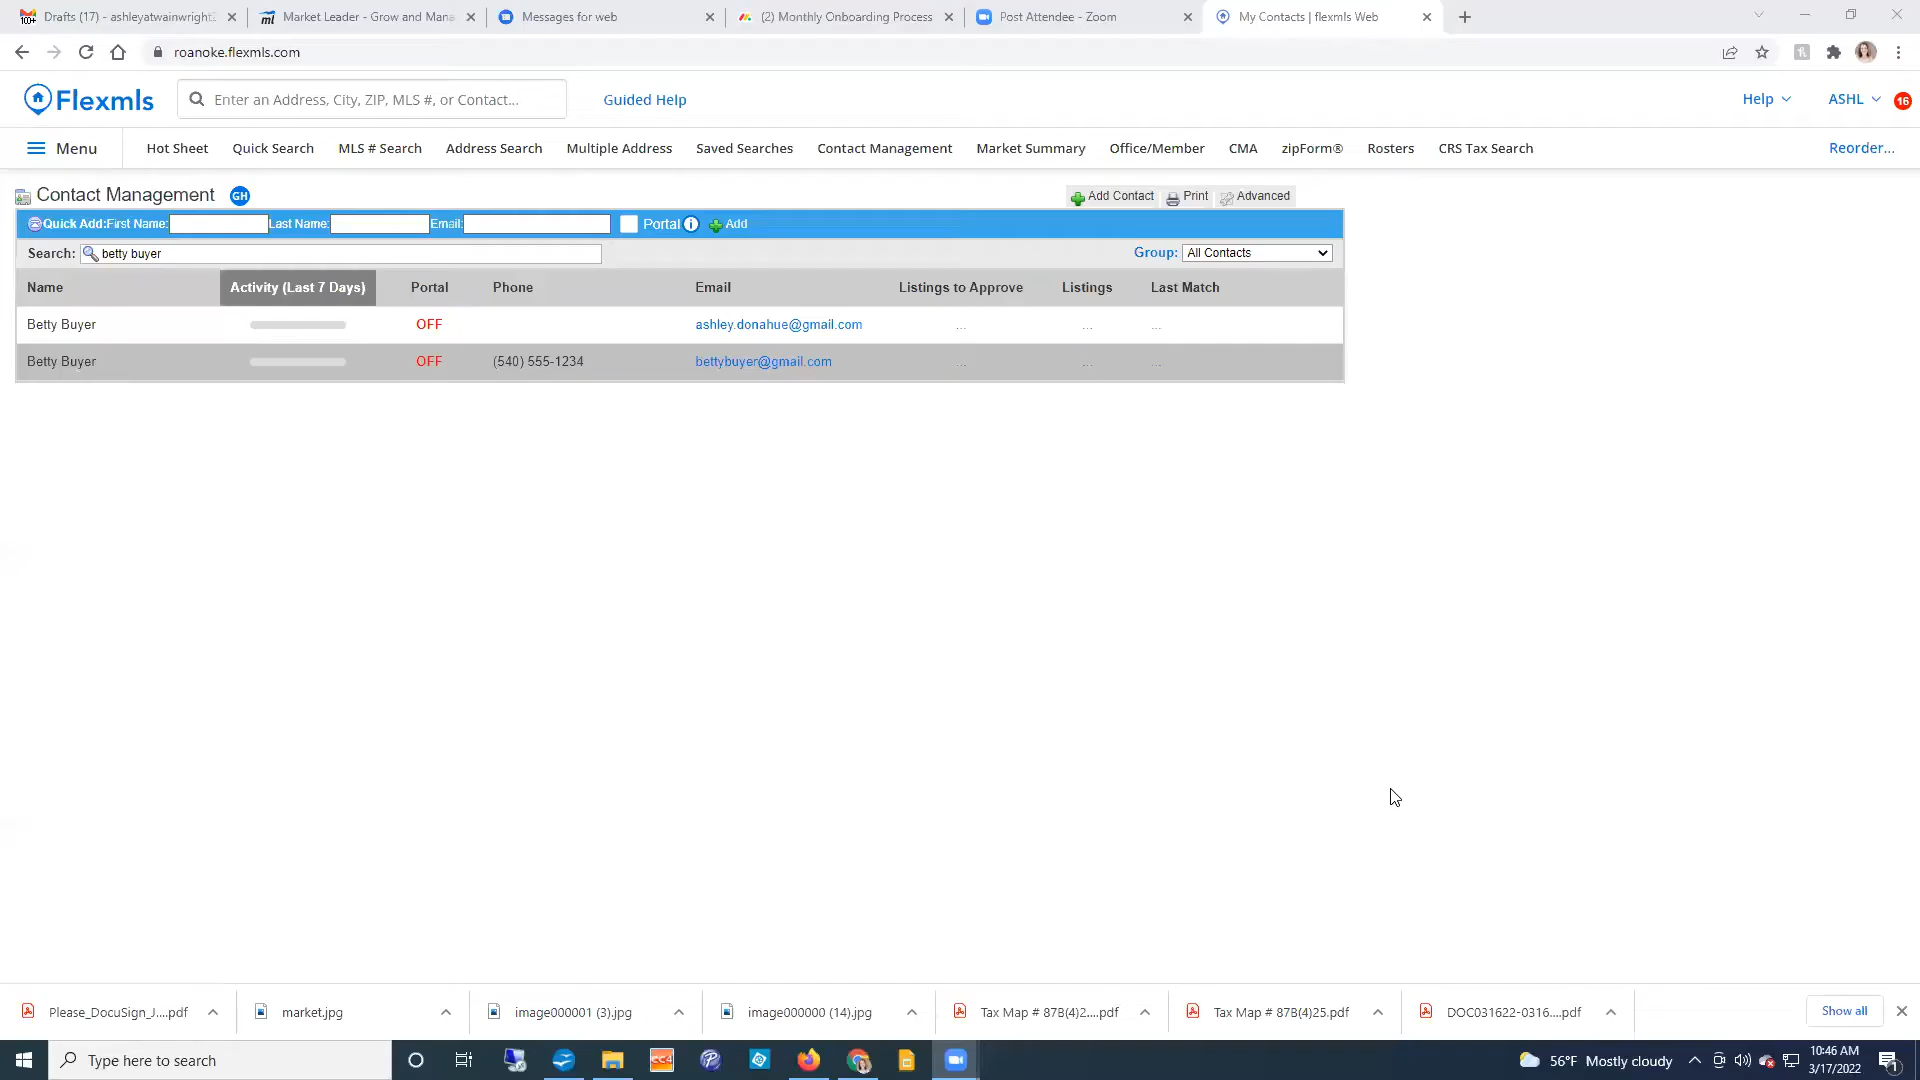 Drafts (17) - ashleyatwainwright
Market Leader - Grow and Mana
Messages for web
(2) Monthly Onboarding Process
Post Attendee - Zoom
My Contacts | flexmls Web
roanoke.flexmls.com
Flexmls
Enter an Address, City, ZIP, MLS #, or Contact...
Guided Help
Help
ASHL
16
Menu
Hot Sheet
Quick Search
MLS # Search
Address Search
Multiple Address
Saved Searches
Contact Management
Market Summary
Office/Member
CMA
zipForm®
Rosters
CRS Tax Search
Reorder...
Contact Management
GH
Add Contact
Print
Advanced
Quick Add: First Name:
Last Name:
Email:
Portal
Add
Search: betty buyer
Group: All Contacts
Name
Activity (Last 7 Days)
Portal
Phone
Email
Listings to Approve
Listings
Last Match
Betty Buyer
OFF
ashley.donahue@gmail.com
...
...
...
Betty Buyer
OFF
(540) 555-1234
bettybuyer@gmail.com
...
...
...
Please_DocuSign_J....pdf
market.jpg
image000001 (3).jpg
image000000 (14).jpg
Tax Map # 87B(4)2....pdf
Tax Map # 87B(4)25.pdf
DOC031622-0316....pdf
Show all
Type here to search
CC4
56°F Mostly cloudy
10:46 AM
3/17/2022
1